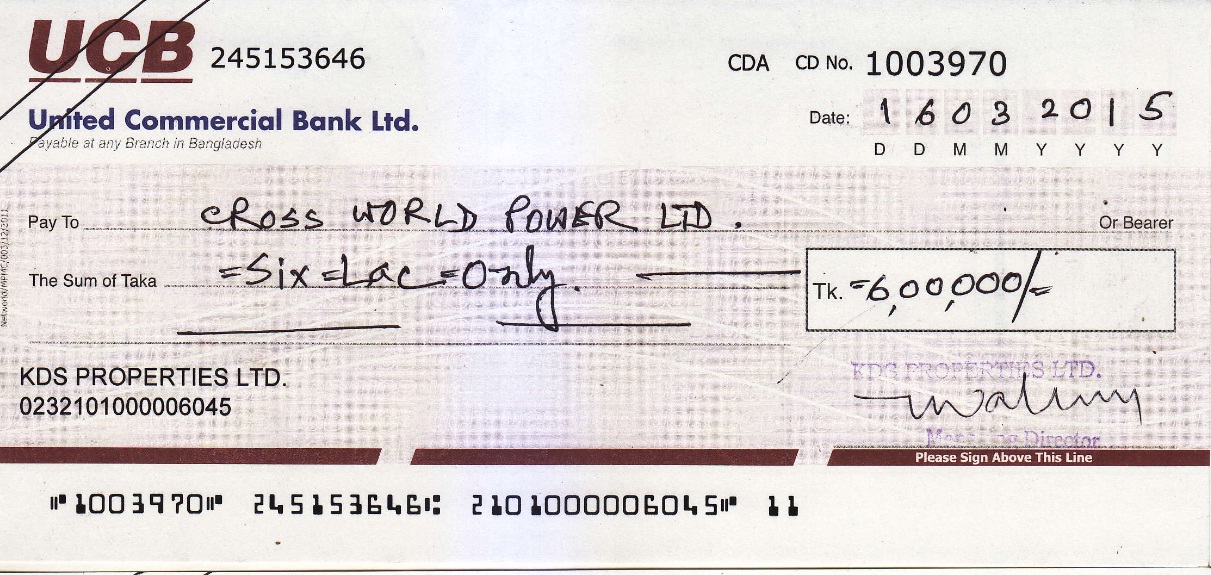 UCB 245153646 CDA CD No. 1003970
United Commercial Bank Ltd.
Payable at any Branch in Bangladesh
Date: 16032015
D D M M Y Y Y Y
Pay To CROSS WORLD POWER LTD. Or Bearer
The Sum of Taka =Six=Lac=Only. Tk. =6,00,000/=
KDS PROPERTIES LTD.
0232101000006045
KDS PROPERTIES LTD.
Managing Director
Please Sign Above This Line
⑈1003970⑈ 245153646⑆ 2101000006045⑈ 11